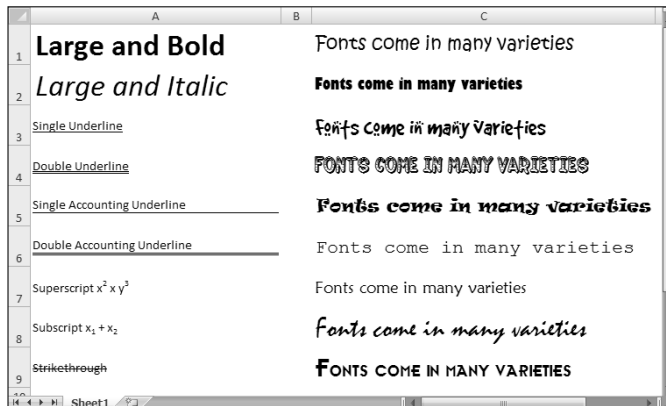 A B C
1 Large and Bold Fonts come in many varieties
2 Large and Italic Fonts come in many varieties
3 Single Underline Fonts come in many varieties
4 Double Underline FONTS COME IN MANY VARIETIES
5 Single Accounting Underline Fonts come in many varieties
6 Double Accounting Underline Fonts come in many varieties
7 Superscript x² x y³ Fonts come in many varieties
8 Subscript x₁ + x₂ Fonts come in many varieties
9 Strikethrough FONTS COME IN MANY VARIETIES
10
Sheet1